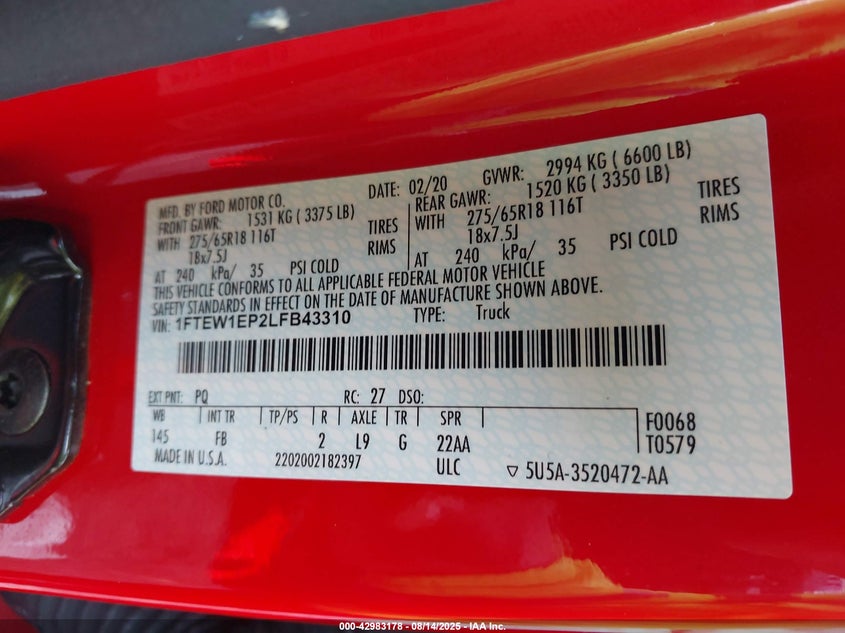 MFD. BY FORD MOTOR CO. DATE: 02/20 GVWR: 2994 KG ( 6600 LB)
FRONT GAWR: 1531 KG ( 3375 LB) REAR GAWR: 1520 KG ( 3350 LB)
WITH 275/65R18 116T TIRES WITH 275/65R18 116T TIRES
18x7.5J RIMS 18x7.5J RIMS
AT 240 kPa/ 35 PSI COLD AT 240 kPa/ 35 PSI COLD
THIS VEHICLE CONFORMS TO ALL APPLICABLE FEDERAL MOTOR VEHICLE
SAFETY STANDARDS IN EFFECT ON THE DATE OF MANUFACTURE SHOWN ABOVE.
VIN: 1FTEW1EP2LFB43310 TYPE: Truck
EXT PNT: PQ RC: 27 DSO:
WB INT TR TP/PS R AXLE TR SPR F0068
145 FB 2 L9 G 22AA T0579
MADE IN U.S.A. 2202002182397 ULC ▽ 5U5A-3520472-AA
000-42983178 - 08/14/2025 - IAA Inc.